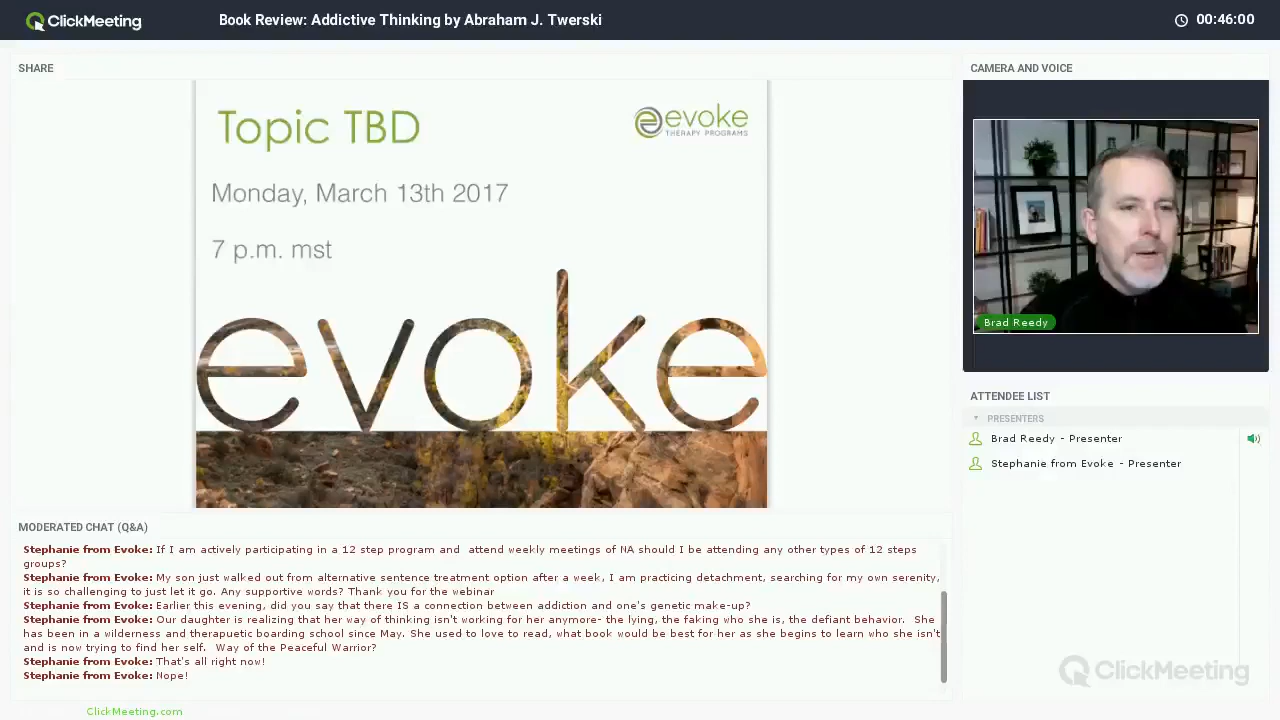 ClickMeeting
Book Review: Addictive Thinking by Abraham J. Twerski
00:46:00
SHARE
Topic TBD
evoke
THERAPY PROGRAMS
Monday, March 13th 2017
7 p.m. mst
evoke
MODERATED CHAT (Q&A)
Stephanie from Evoke: If I am actively participating in a 12 step program and attend weekly meetings of NA should I be attending any other types of 12 steps
groups?
Stephanie from Evoke: My son just walked out from alternative sentence treatment option after a week, I am practicing detachment, searching for my own serenity,
it is so challenging to just let it go. Any supportive words? Thank you for the webinar
Stephanie from Evoke: Earlier this evening, did you say that there IS a connection between addiction and one's genetic make-up?
Stephanie from Evoke: Our daughter is realizing that her way of thinking isn't working for her anymore- the lying, the faking who she is, the defiant behavior. She
has been in a wilderness and therapuetic boarding school since May. She used to love to read, what book would be best for her as she begins to learn who she isn't
and is now trying to find her self. Way of the Peaceful Warrior?
Stephanie from Evoke: That's all right now!
Stephanie from Evoke: Nope!
ClickMeeting.com
CAMERA AND VOICE
Brad Reedy
ATTENDEE LIST
PRESENTERS
Brad Reedy - Presenter
Stephanie from Evoke - Presenter
ClickMeeting